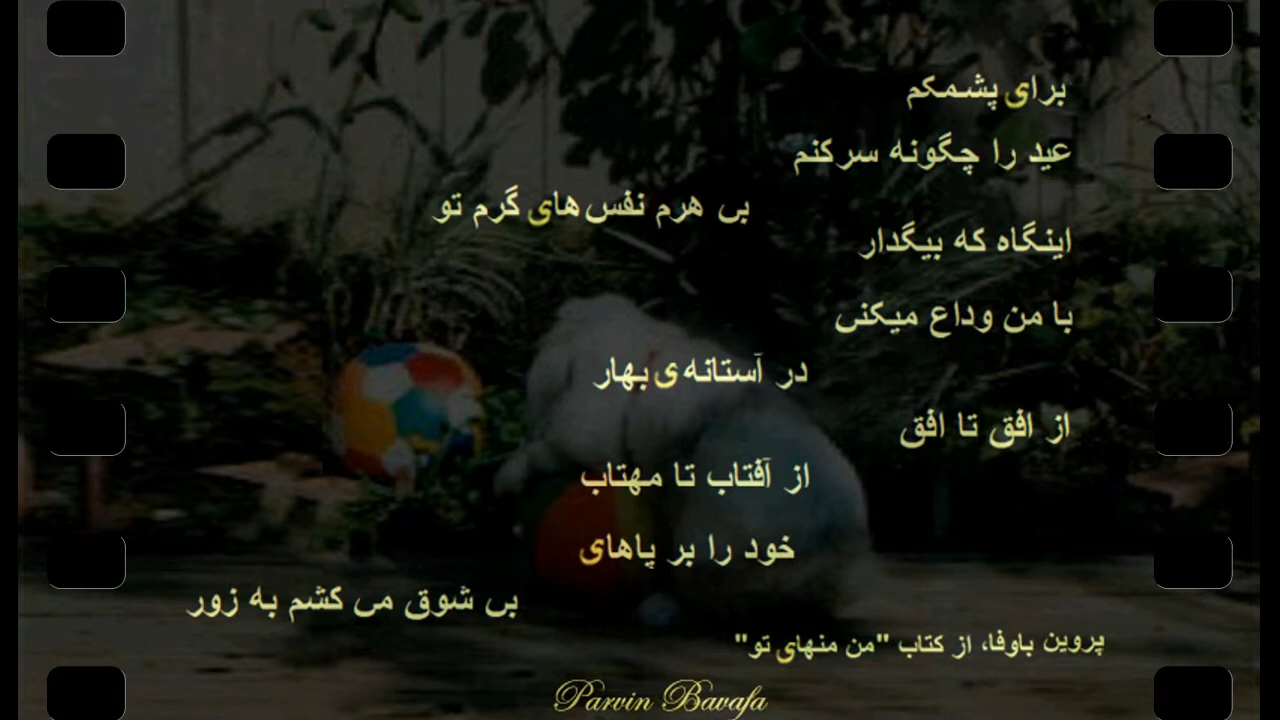 برای پشمکم
عید را چگونه سرکنم
بی هرم نفس های گرم تو
اینگاه که بیگدار
با من وداع میکنی
در آستانه ی بهار
از افق تا افق
از آفتاب تا مهتاب
خود را بر پاهای
بی شوق می کشم به زور
پروین باوفا، از کتاب "من منهای تو"
Parvin Bavafa